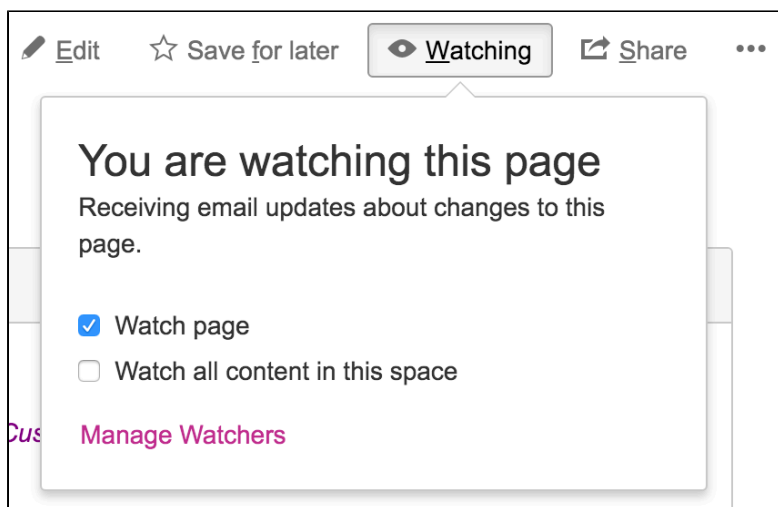 Edit Save for later Watching Share •••
You are watching this page
Receiving email updates about changes to this
page.
Watch page
Watch all content in this space
Cus
Manage Watchers